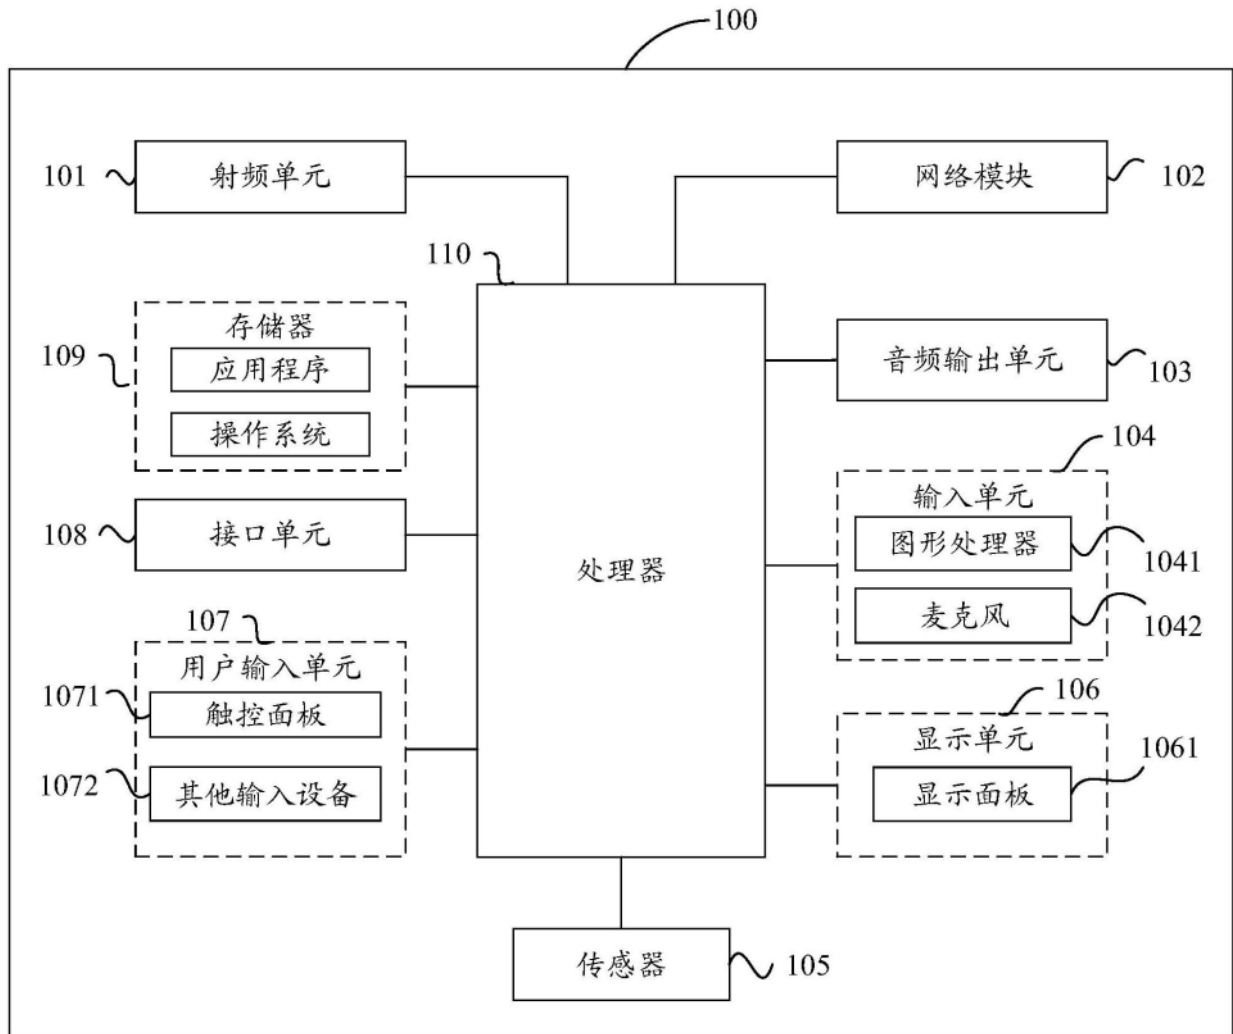 100
101
射频单元
网络模块
102
110
109
存储器
应用程序
操作系统
音频输出单元
103
104
输入单元
图形处理器
1041
麦克风
1042
108
接口单元
处理器
107
用户输入单元
1071
触控面板
1072
其他输入设备
106
显示单元
显示面板
1061
传感器
105